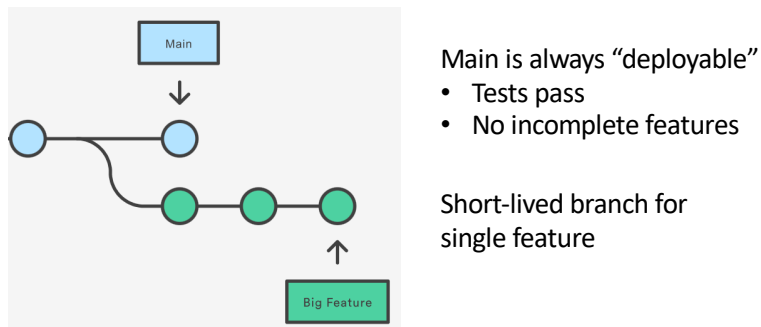 Main
Big Feature
Main is always “deployable”
• Tests pass
• No incomplete features
Short-lived branch for
single feature